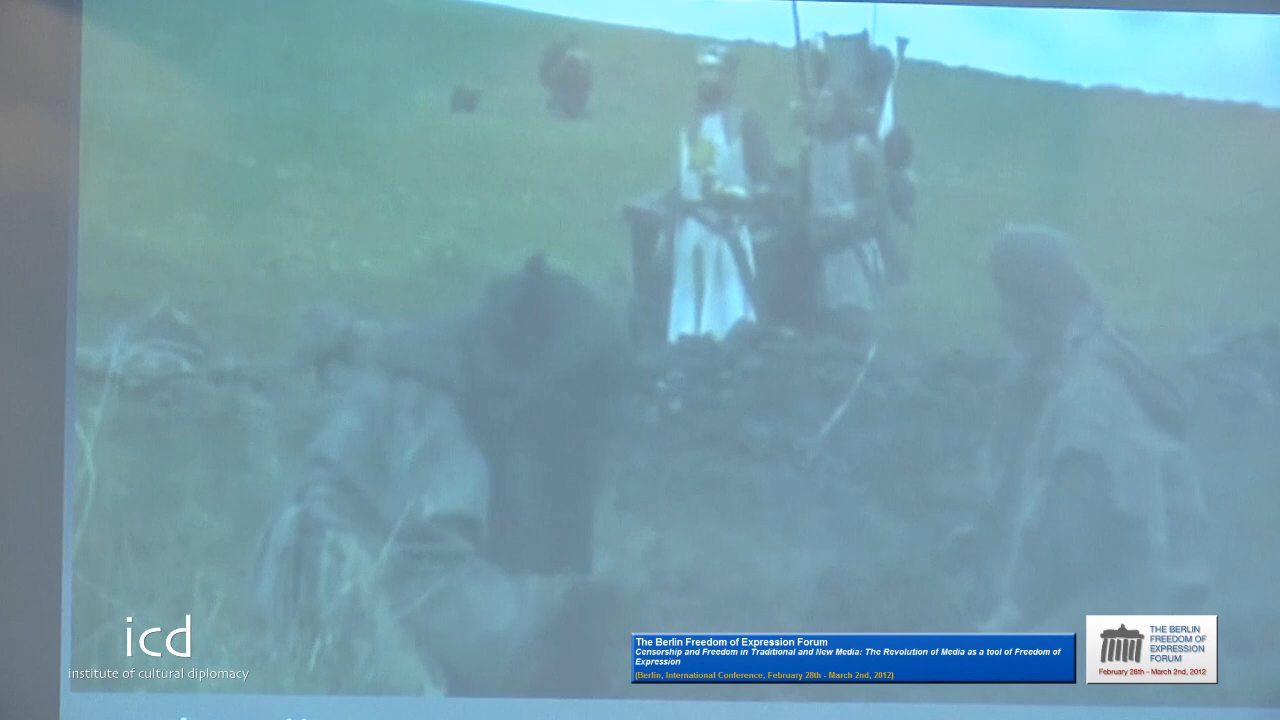 icd
institute of cultural diplomacy
The Berlin Freedom of Expression Forum
Censorship and Freedom in Traditional and New Media: The Revolution of Media as a tool of Freedom of
Expression
(Berlin, International Conference, February 28th - March 2nd, 2012)
THE BERLIN
FREEDOM OF
EXPRESSION
FORUM
February 28th - March 2nd, 2012